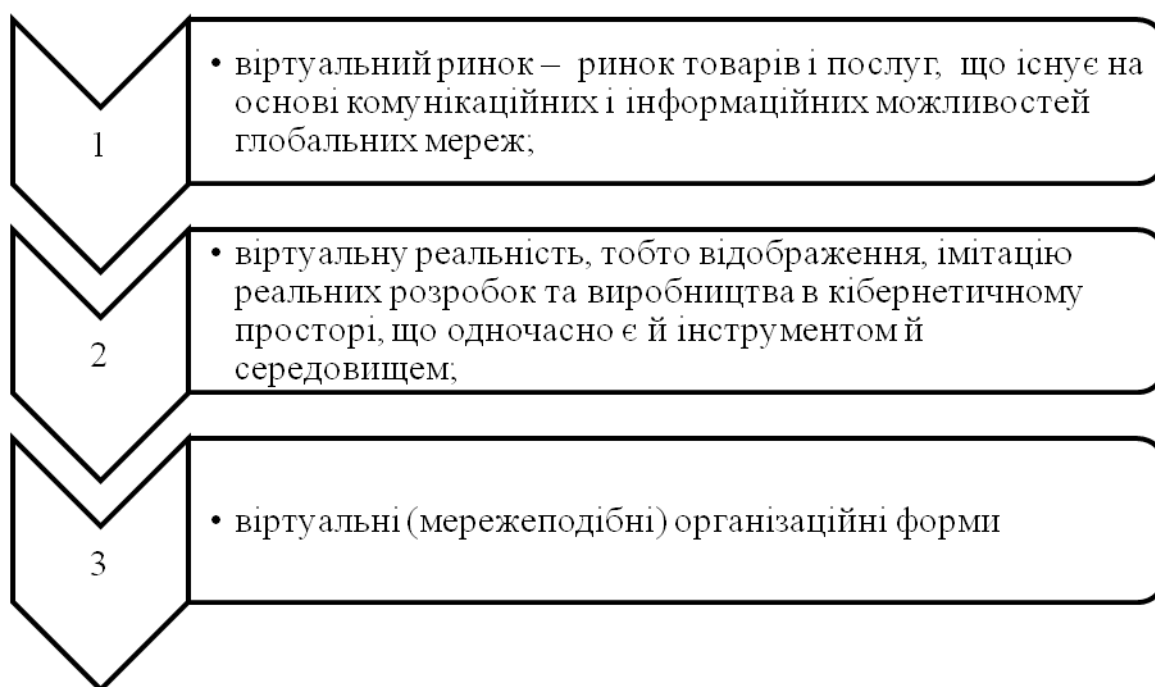 1
• віртуальний ринок – ринок товарів і послуг, що існує на
основі комунікаційних і інформаційних можливостей
глобальних мереж;
2
• віртуальну реальність, тобто відображення, імітацію
реальних розробок та виробництва в кібернетичному
просторі, що одночасно є й інструментом й
середовищем;
3
• віртуальні (мережеподібні) організаційні форми